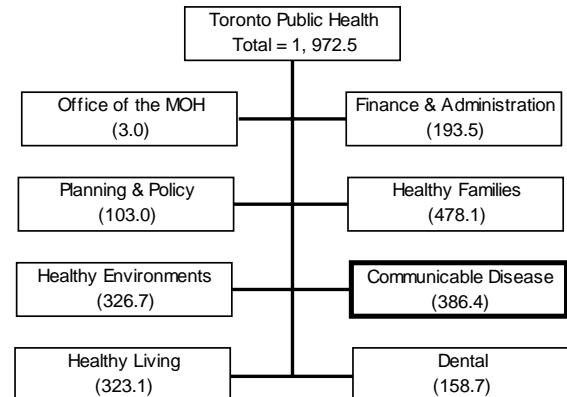 Toronto Public Health
Total = 1, 972.5
Office of the MOH
(3.0)
Finance & Administration
(193.5)
Planning & Policy
(103.0)
Healthy Families
(478.1)
Healthy Environments
(326.7)
Communicable Disease
(386.4)
Healthy Living
(323.1)
Dental
(158.7)